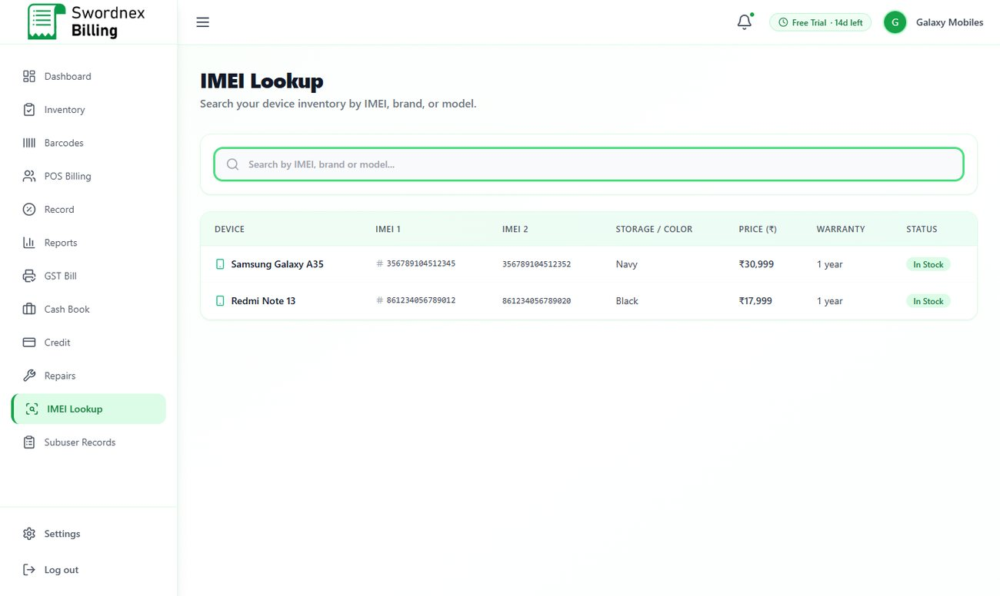 Swordnex
Billing
Free Trial · 14d left
G
Galaxy Mobiles
Dashboard
Inventory
Barcodes
POS Billing
Record
Reports
GST Bill
Cash Book
Credit
Repairs
IMEI Lookup
Subuser Records
Settings
Log out
IMEI Lookup
Search your device inventory by IMEI, brand, or model.
Search by IMEI, brand or model...
DEVICE IMEI 1 IMEI 2 STORAGE / COLOR PRICE (₹) WARRANTY STATUS
Samsung Galaxy A35 # 356789104512345 356789104512352 Navy ₹30,999 1 year In Stock
Redmi Note 13 # 861234056789012 861234056789020 Black ₹17,999 1 year In Stock